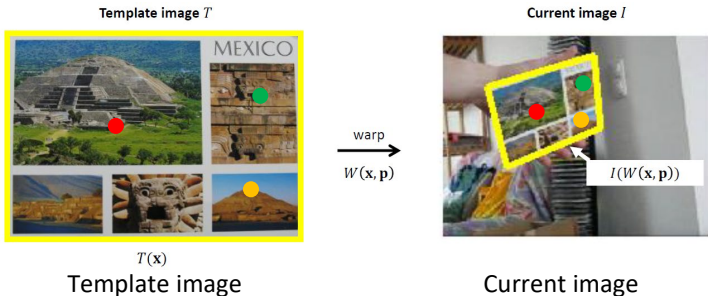 Template image T
Current image I
MEXICO
warp
W(x, p)
I(W(x, p))
T(x)
Template image
Current image